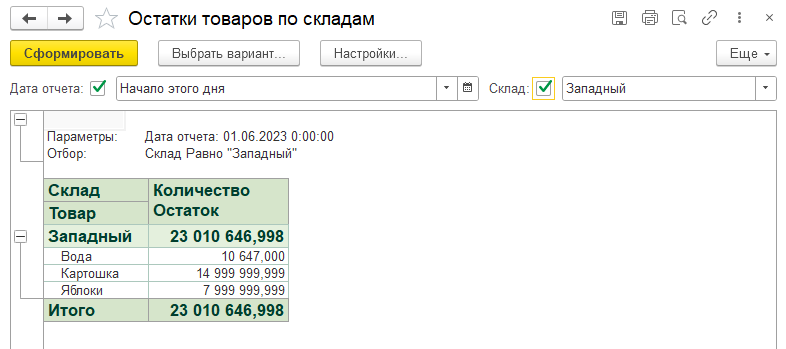 Остатки товаров по складам
Сформировать Выбрать вариант... Настройки... Еще
Дата отчета: Начало этого дня Склад: Западный
Параметры: Дата отчета: 01.06.2023 0:00:00
Отбор: Склад Равно "Западный"
Склад Количество
Товар Остаток
Западный 23 010 646,998
Вода 10 647,000
Картошка 14 999 999,999
Яблоки 7 999 999,999
Итого 23 010 646,998